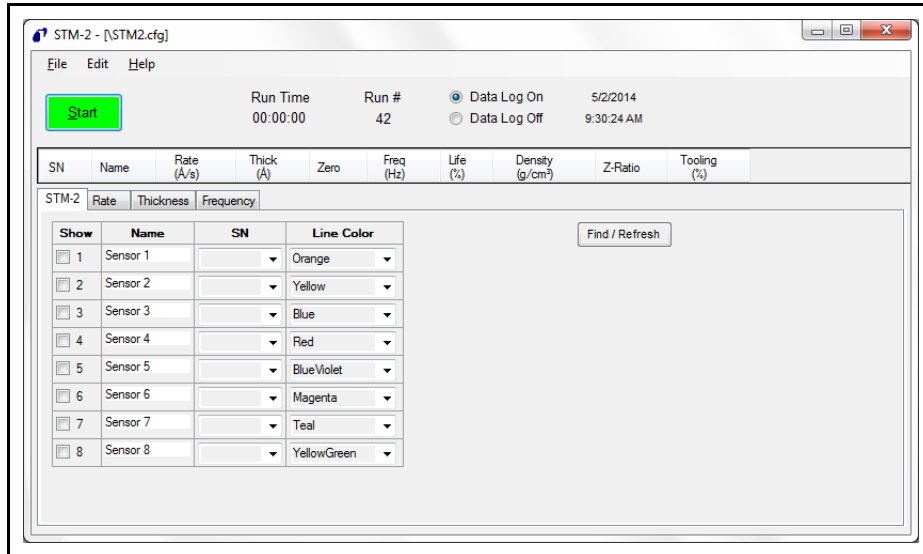 STM-2 - [\STM2.cfg]
File Edit Help
Start
Run Time Run # Data Log On 5/2/2014
00:00:00 42 Data Log Off 9:30:24 AM
SN Name Rate (Å/s) Thick (Å) Zero Freq (Hz) Life (%) Density (g/cm³) Z-Ratio Tooling (%)
STM-2 Rate Thickness Frequency
Show Name SN Line Color Find / Refresh
1 Sensor 1 Orange
2 Sensor 2 Yellow
3 Sensor 3 Blue
4 Sensor 4 Red
5 Sensor 5 BlueViolet
6 Sensor 6 Magenta
7 Sensor 7 Teal
8 Sensor 8 YellowGreen